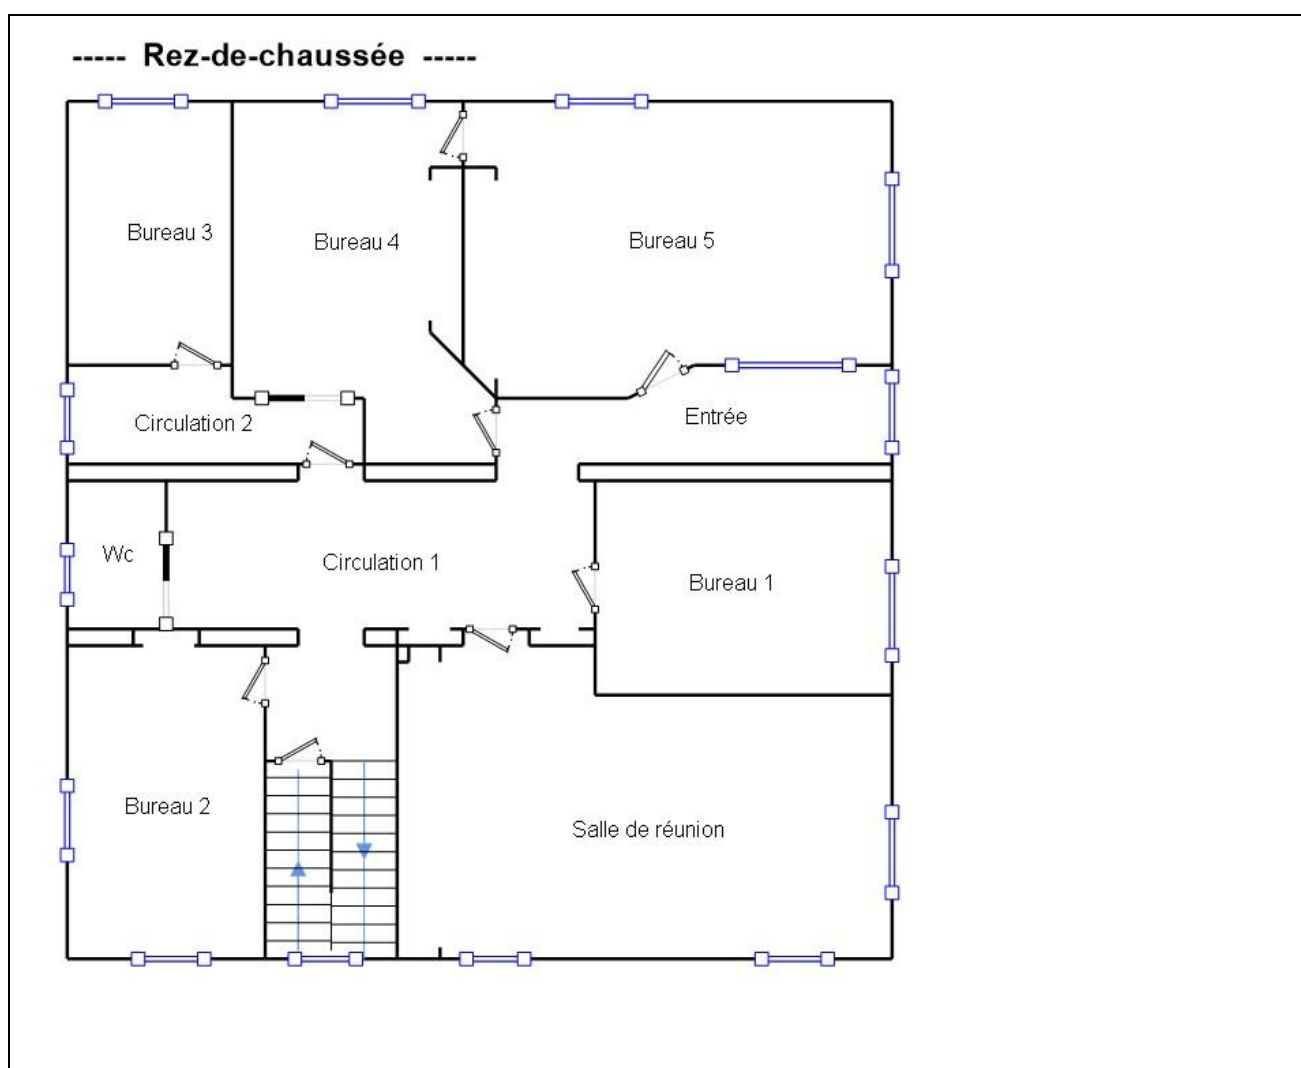 ----- Rez-de-chaussée -----
Bureau 3
Bureau 4
Bureau 5
Circulation 2
Entrée
Wc
Circulation 1
Bureau 1
Bureau 2
Salle de réunion